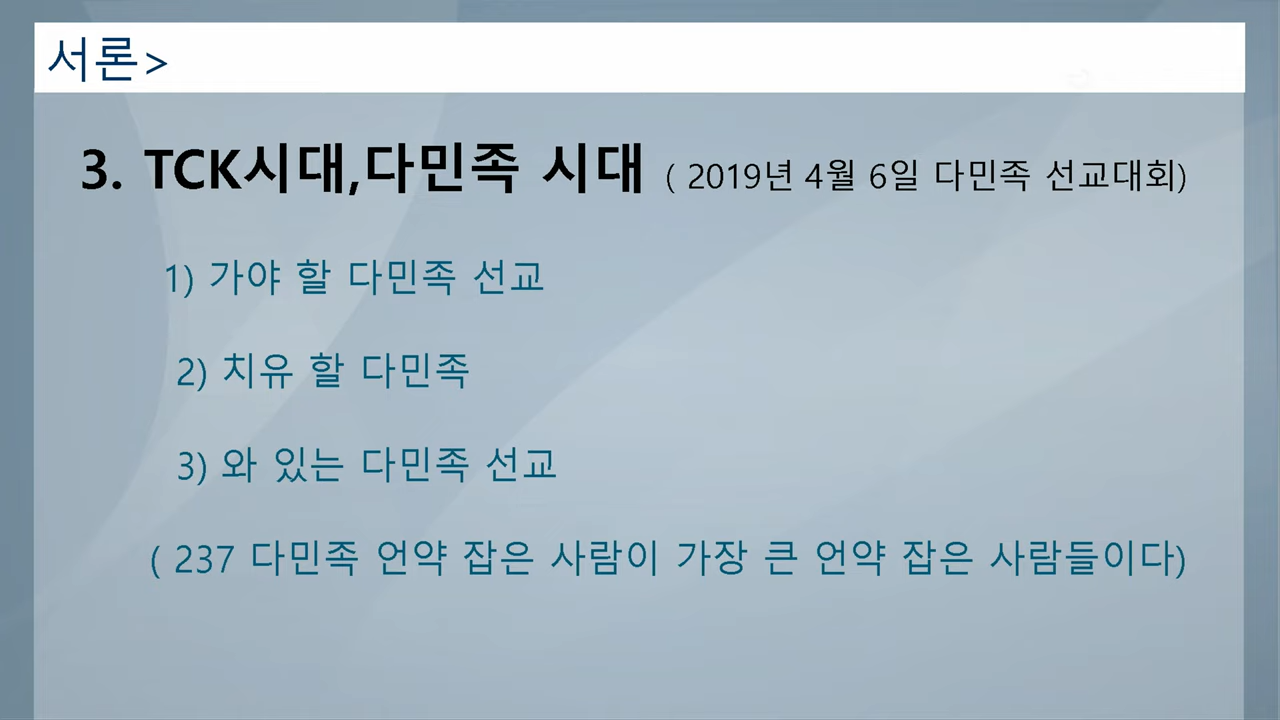 서론>
3. TCK시대,다민족 시대 ( 2019년 4월 6일 다민족 선교대회)
1) 가야 할 다민족 선교
2) 치유 할 다민족
3) 와 있는 다민족 선교
( 237 다민족 언약 잡은 사람이 가장 큰 언약 잡은 사람들이다)